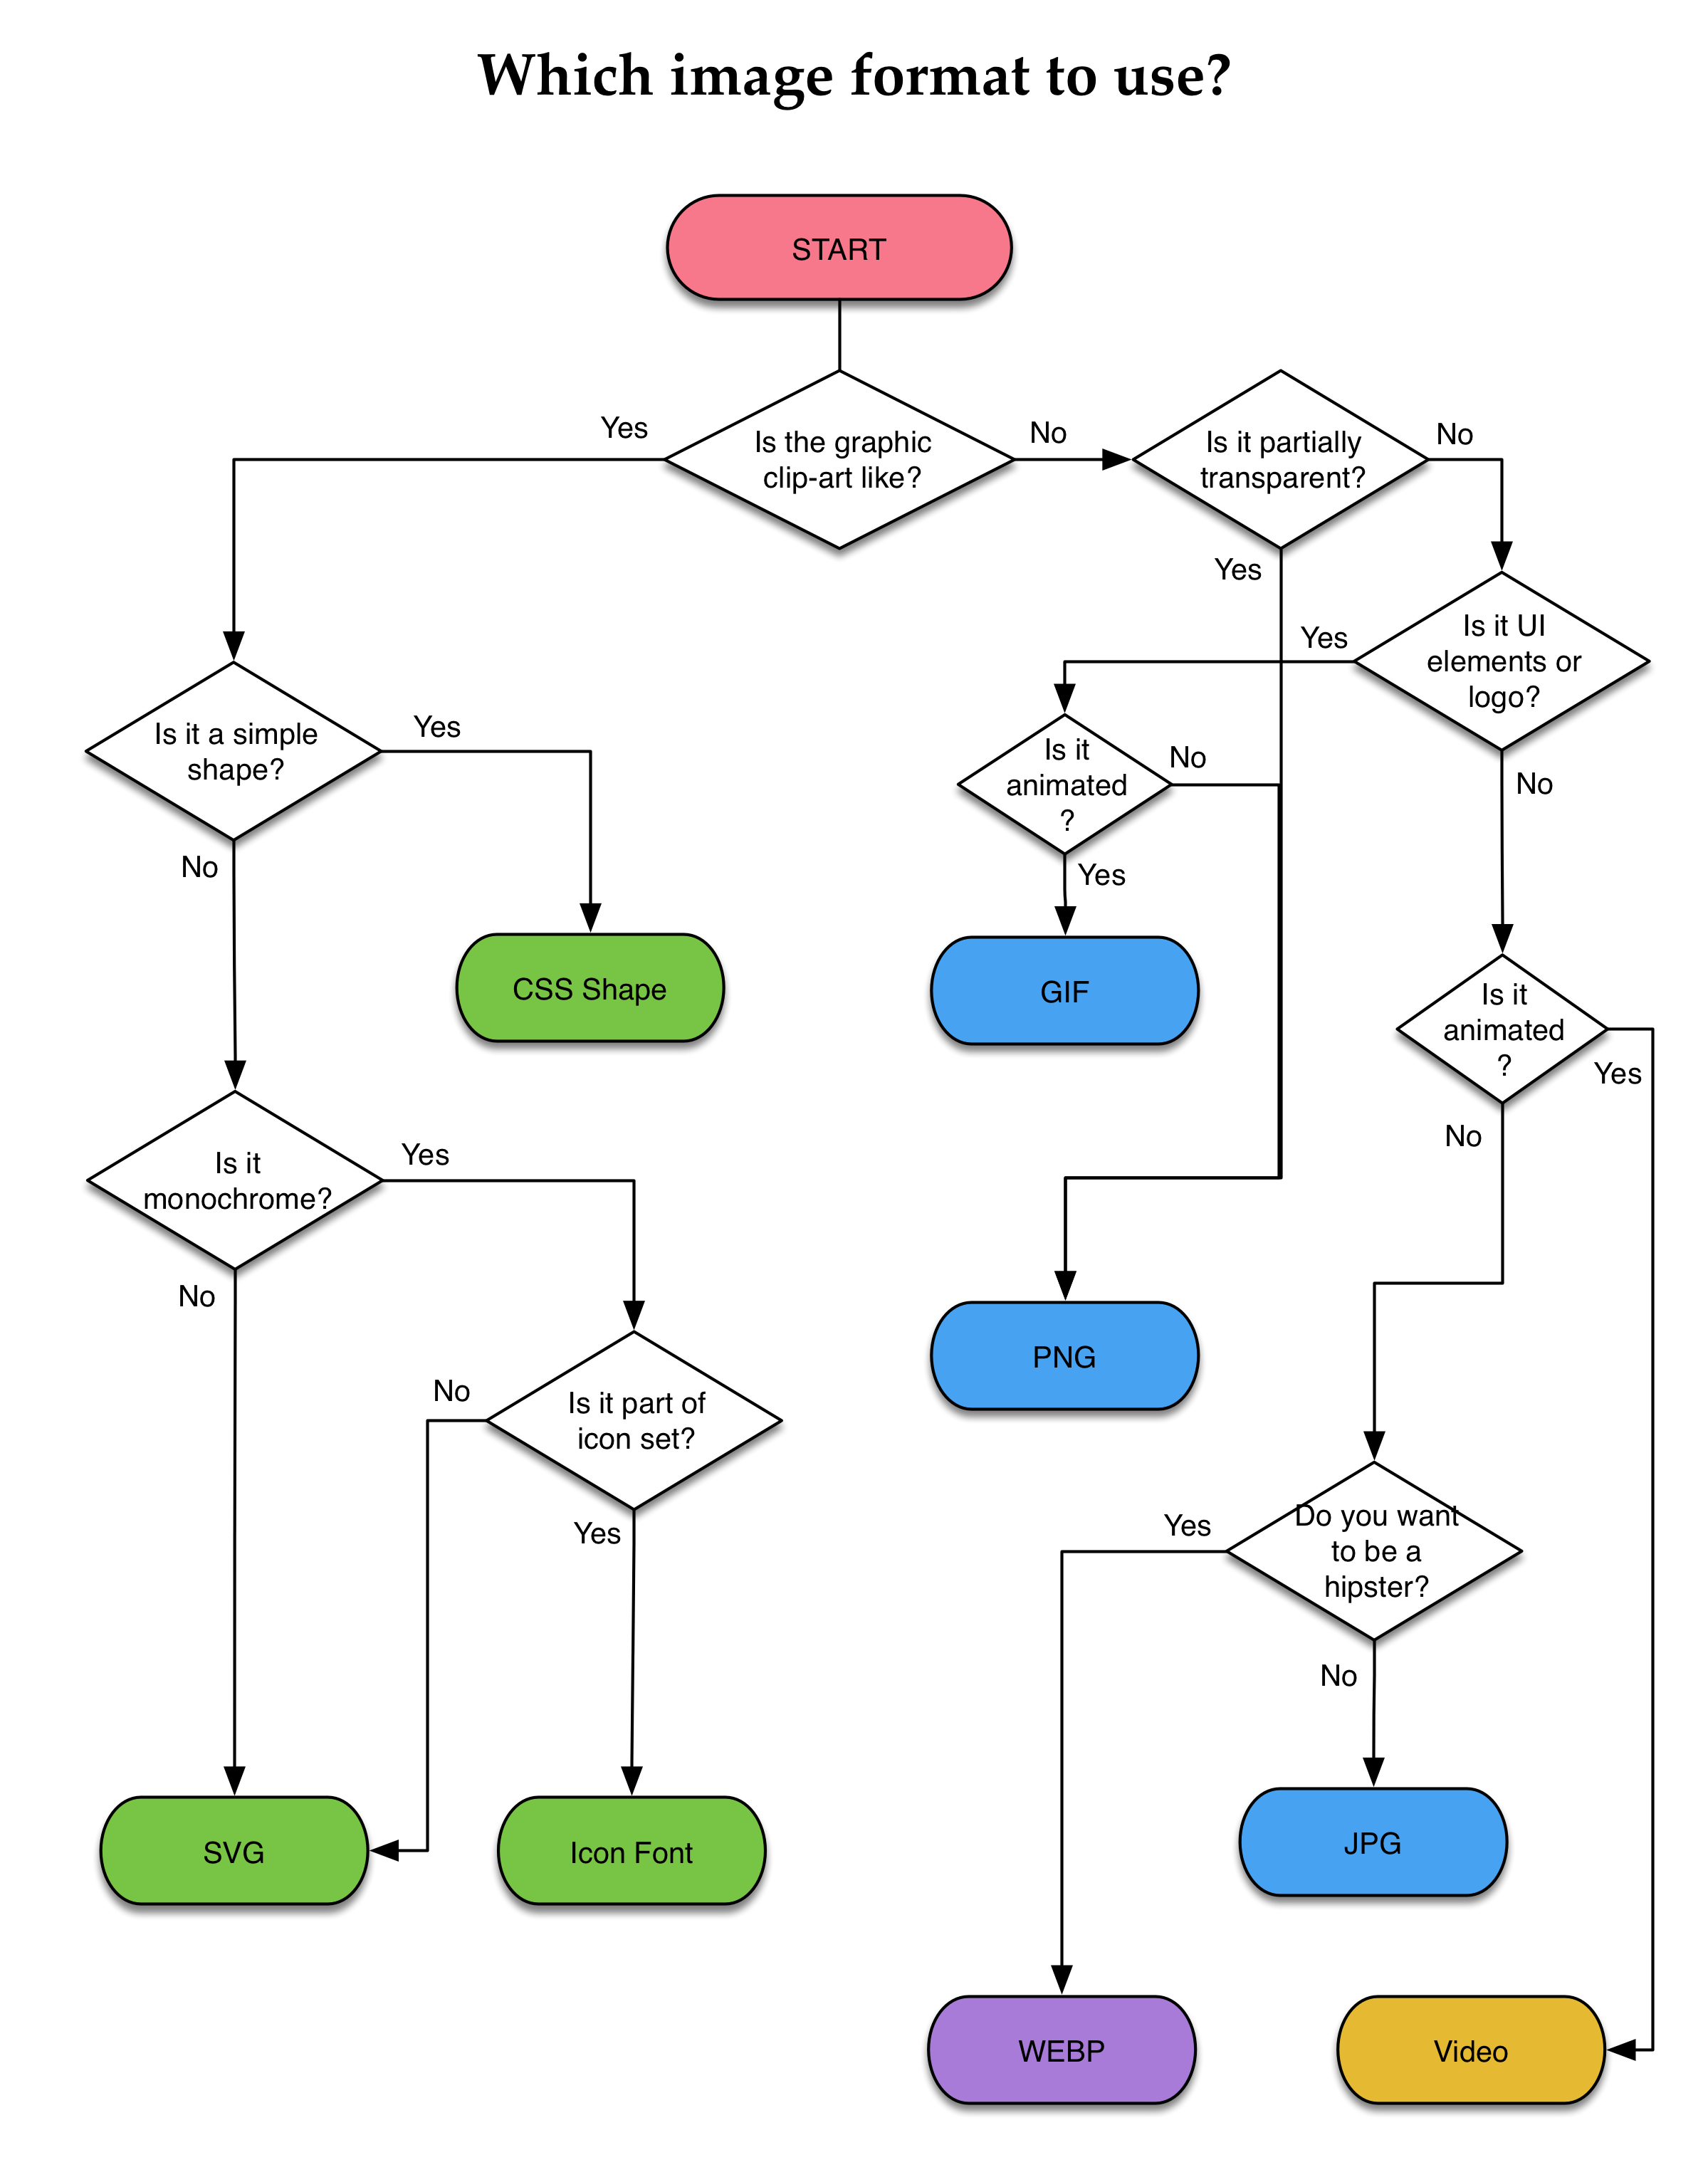 Which image format to use?
START
Yes
Is the graphic
clip-art like?
No
Is it partially
transparent?
No
Yes
Yes
Is it UI
elements or
logo?
Is it a simple
shape?
Yes
Is it
animated
?
No
No
No
Yes
CSS Shape
GIF
Is it
animated
?
Yes
No
Is it
monochrome?
Yes
No
PNG
No
Is it part of
icon set?
Yes
Yes
Do you want
to be a
hipster?
No
SVG
Icon Font
JPG
WEBP
Video